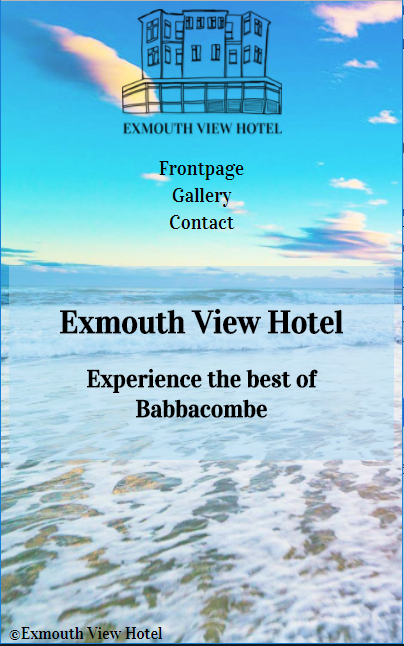 EXMOUTH VIEW HOTEL
Frontpage
Gallery
Contact
Exmouth View Hotel
Experience the best of
Babbacombe
©Exmouth View Hotel